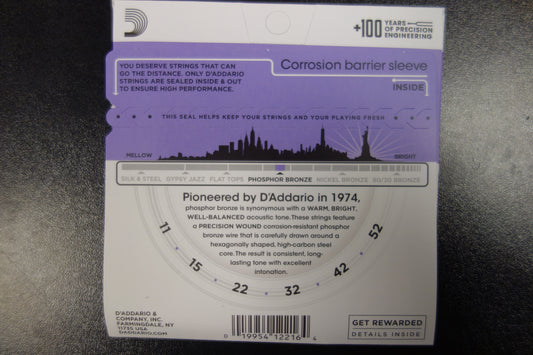 +100 YEARS OF PRECISION ENGINEERING
YOU DESERVE STRINGS THAT CAN
GO THE DISTANCE. ONLY D'ADDARIO
STRINGS ARE SEALED INSIDE & OUT
TO ENSURE HIGH PERFORMANCE.
Corrosion barrier sleeve
INSIDE
THIS SEAL HELPS KEEP YOUR STRINGS AND YOUR PLAYING FRESH
MELLOW
BRIGHT
SILK & STEEL GYPSY JAZZ FLAT TOPS PHOSPHOR BRONZE NICKEL BRONZE 80/20 BRONZE
Pioneered by D'Addario in 1974,
phosphor bronze is synonymous with a WARM, BRIGHT,
WELL-BALANCED acoustic tone. These strings feature
a PRECISION WOUND corrosion-resistant phosphor
bronze wire that is carefully drawn around a
hexagonally shaped, high-carbon steel
core. The result is consistent, long-
lasting tone with excellent
intonation.
11
15
22
32
42
52
D'ADDARIO &
COMPANY, INC.
FARMINGDALE, NY
11735 USA
DADDARIO.COM
0 19954 12216 4
GET REWARDED
DETAILS INSIDE